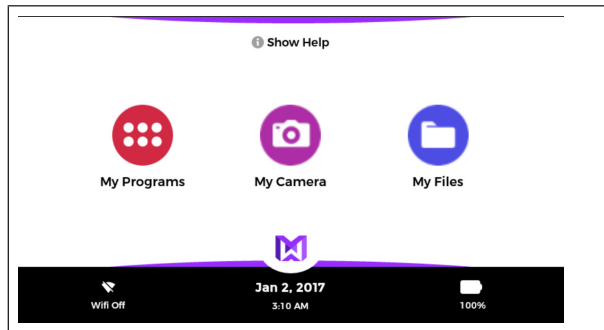 Show Help
My Programs
My Camera
My Files
Jan 2, 2017
Wifi Off
3:10 AM
100%